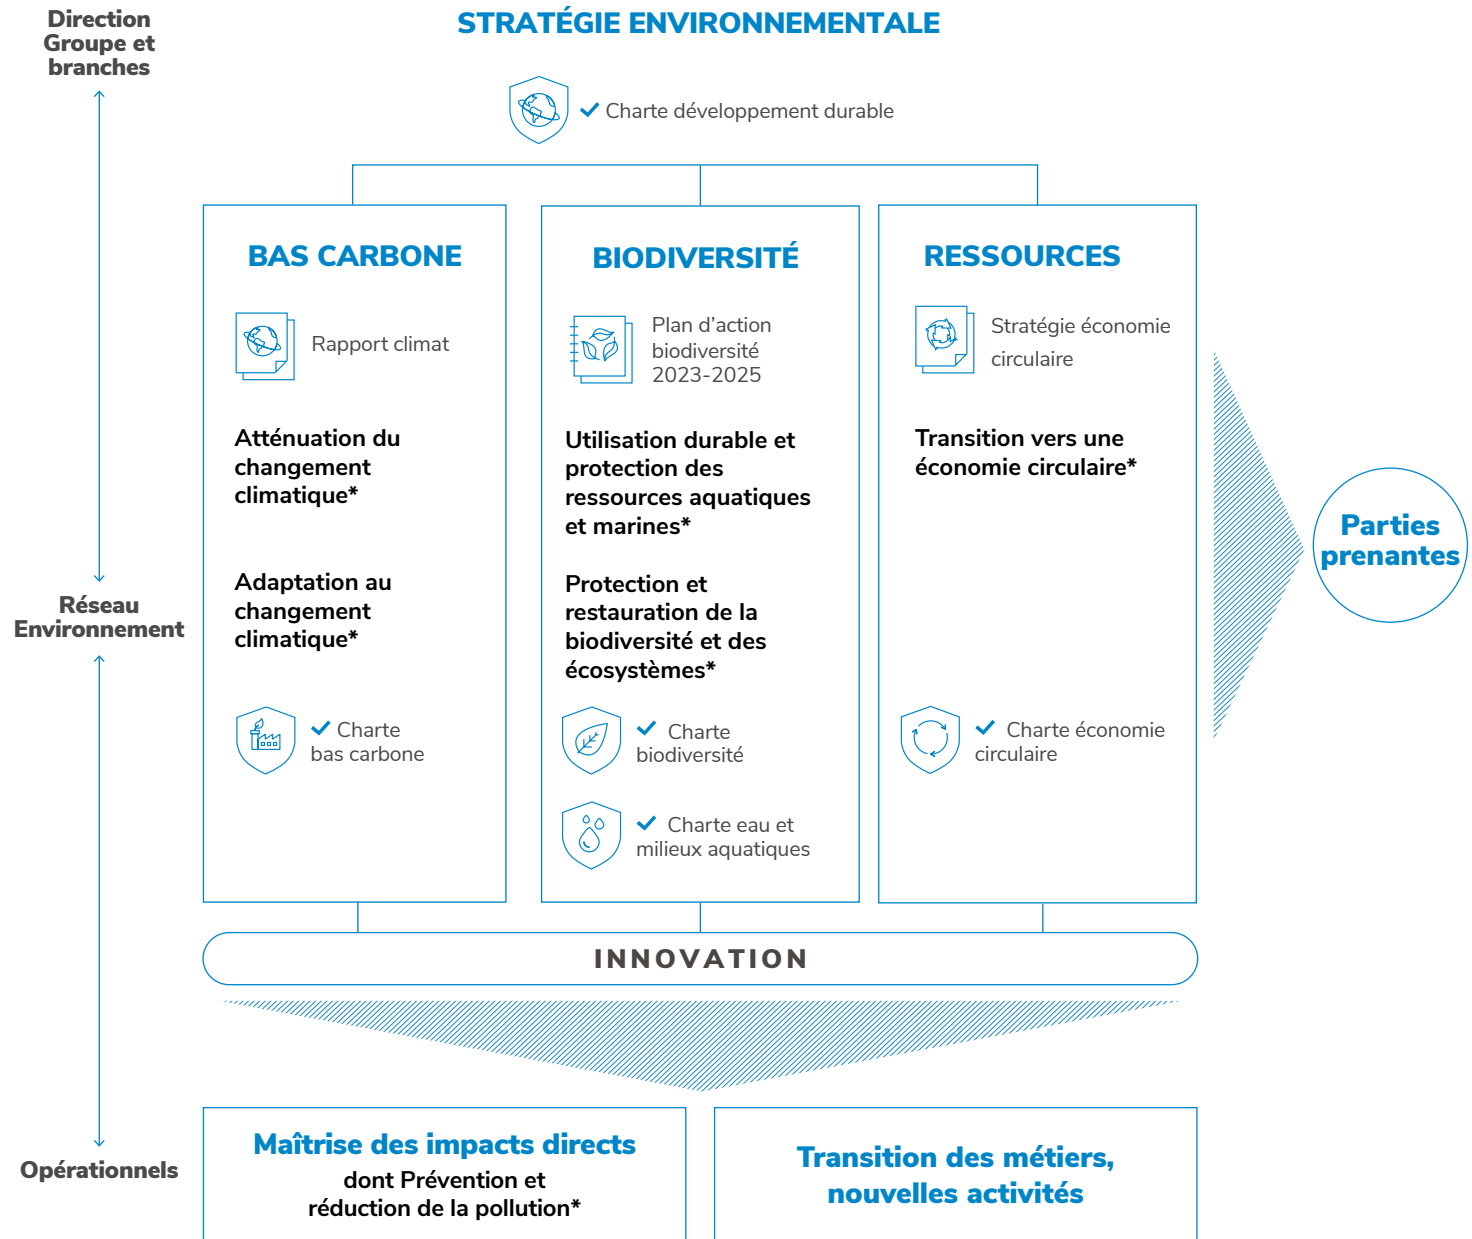 Direction
Groupe et
branches
STRATÉGIE ENVIRONNEMENTALE
Charte développement durable
BAS CARBONE
Rapport climat
Atténuation du
changement
climatique*
Adaptation au
changement
climatique*
Charte
bas carbone
BIODIVERSITÉ
Plan d’action
biodiversité
2023-2025
Utilisation durable et
protection des
ressources aquatiques
et marines*
Protection et
restauration de la
biodiversité et des
écosystèmes*
Charte
biodiversité
Charte eau et
milieux aquatiques
RESSOURCES
Stratégie économie
circulaire
Transition vers une
économie circulaire*
Charte économie
circulaire
Parties
prenantes
Réseau
Environnement
INNOVATION
Opérationnels
Maîtrise des impacts directs
dont Prévention et
réduction de la pollution*
Transition des métiers,
nouvelles activités